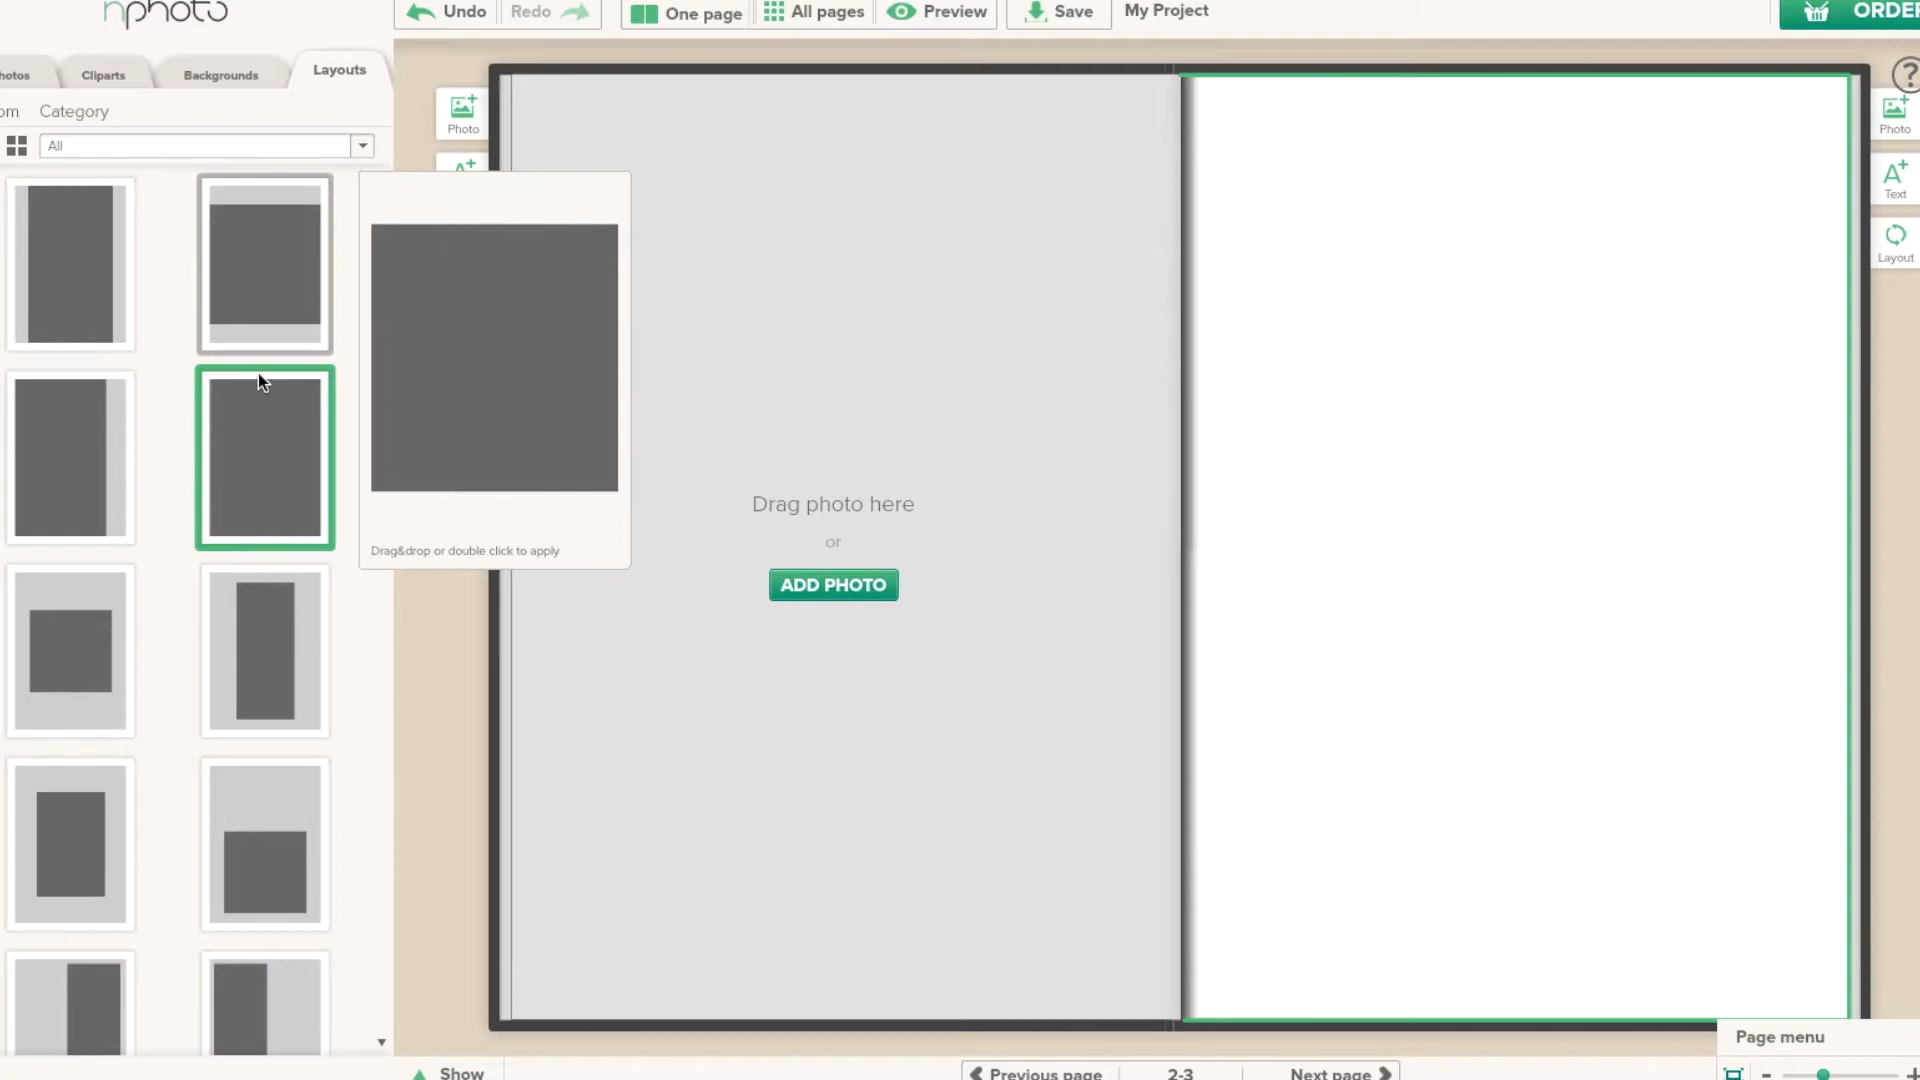 nphoto
Undo
Redo
One page
All pages
Preview
Save
My Project
ORDER
hotos
Cliparts
Backgrounds
Layouts
om
Category
All
Photo
A+
Drag&drop or double click to apply
Drag photo here
or
ADD PHOTO
?
Photo
A+
Text
Layout
Page menu
Show
Previous page
2-3
Next page